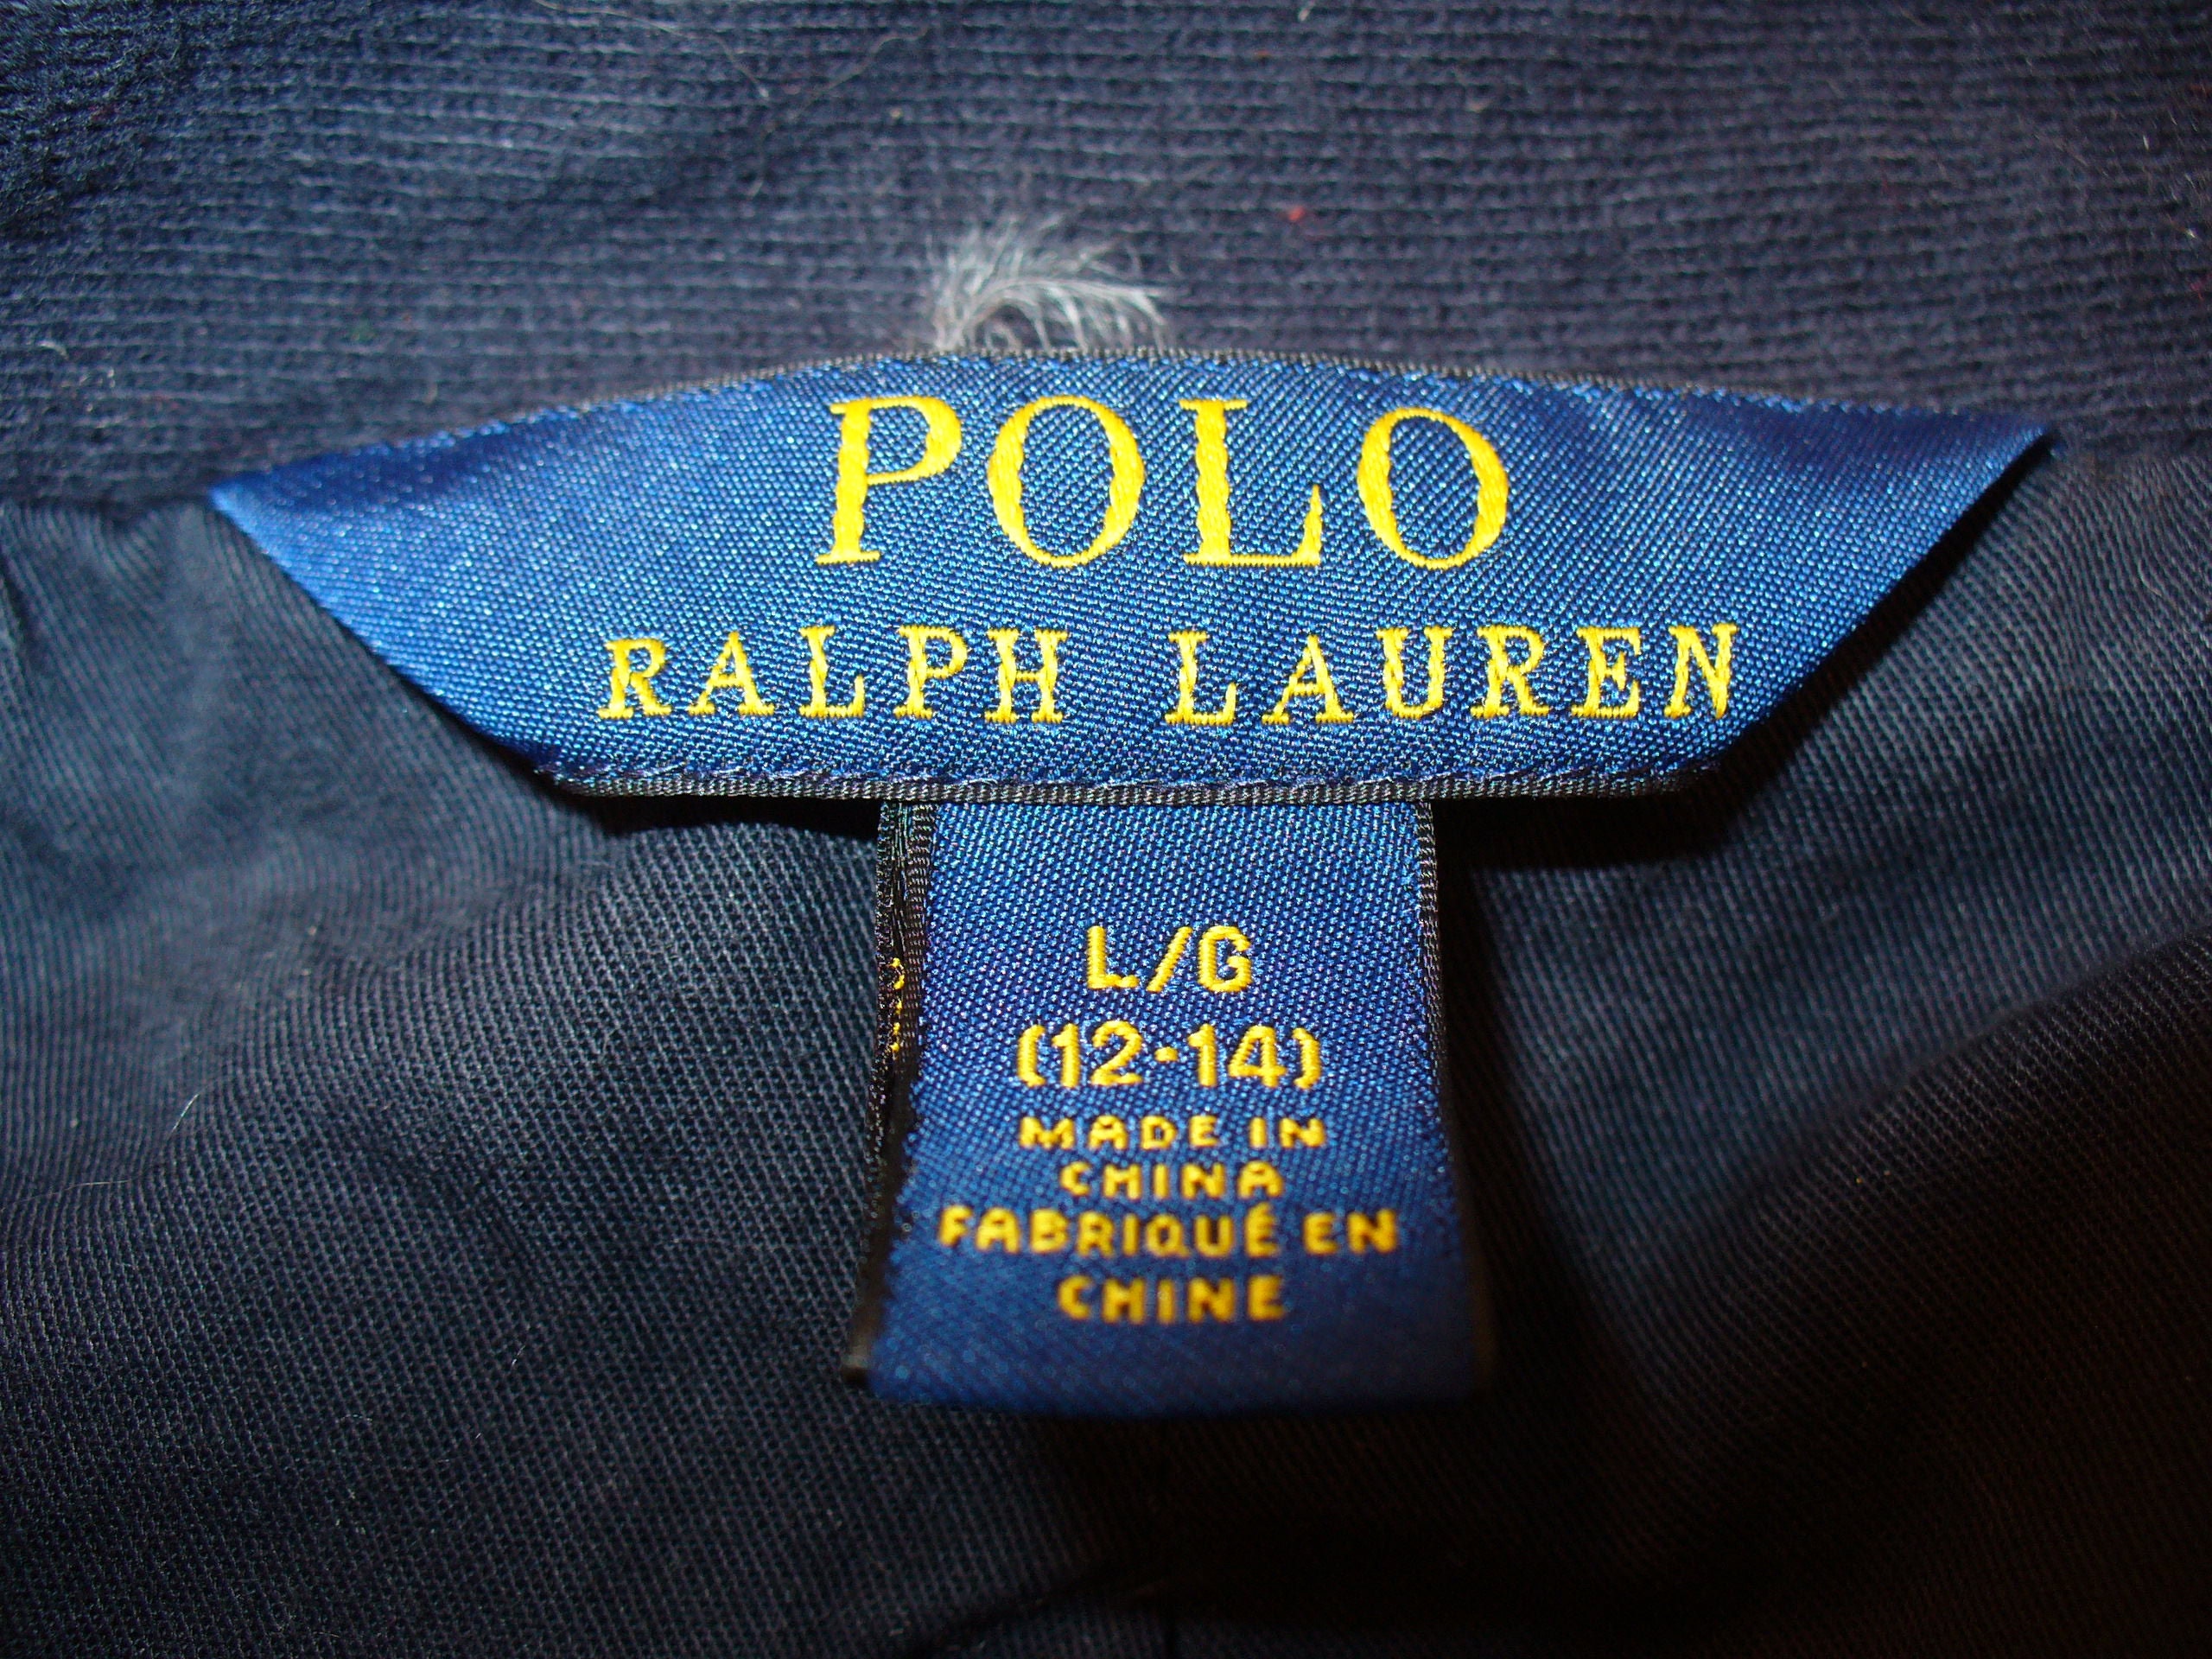 POLO
RALPH LAUREN
L/G
(12-14)
MADE IN
CHINA
FABRIQUÉ EN
CHINE